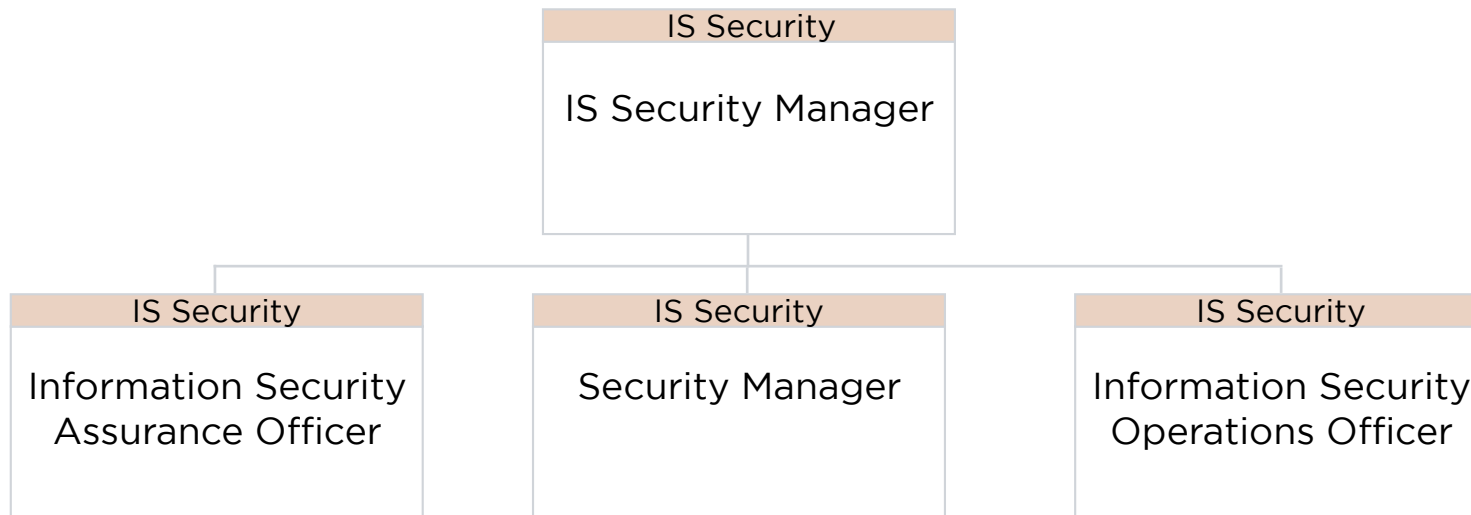 IS Security
IS Security Manager
IS Security
Information Security
Assurance Officer
IS Security
Security Manager
IS Security
Information Security
Operations Officer